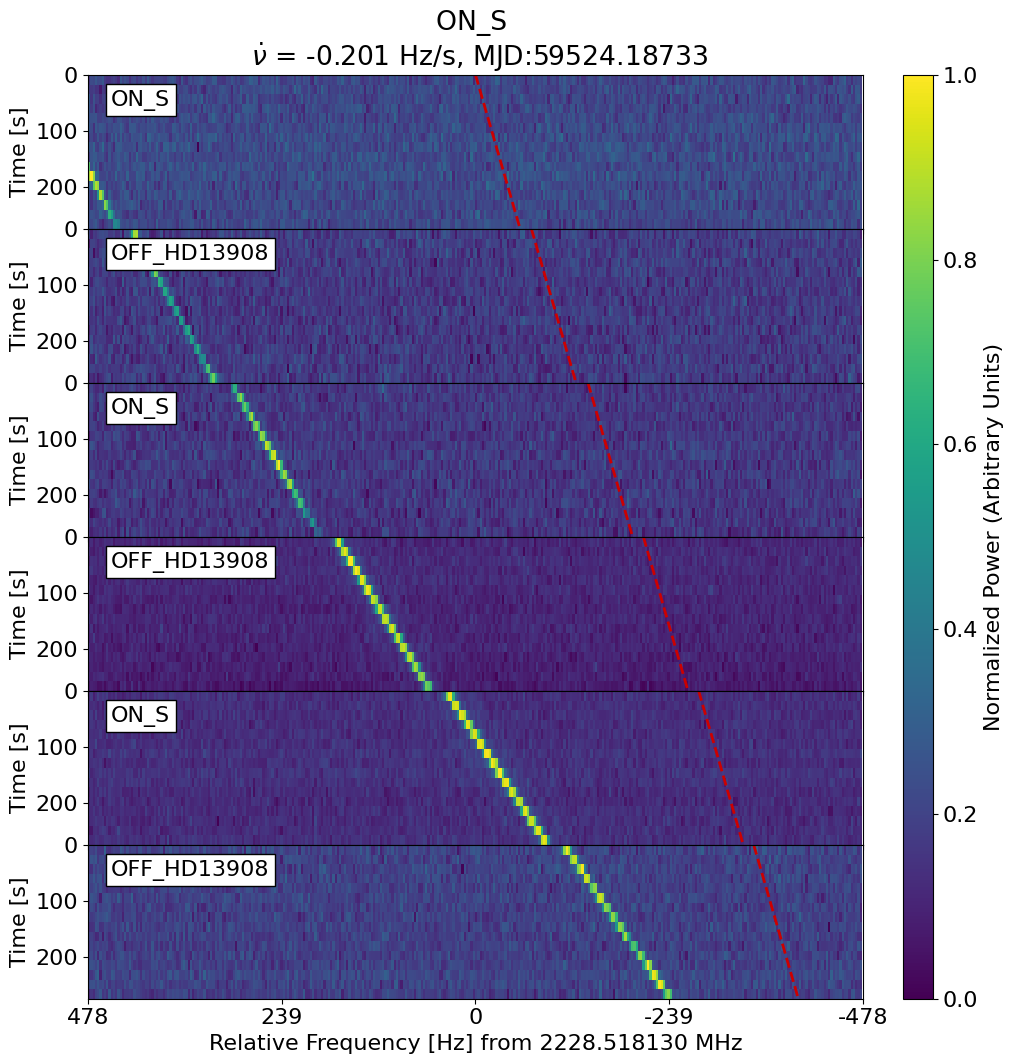 ON_S
ν̇ = -0.201 Hz/s, MJD:59524.18733
0
100
200
Time [s]
ON_S
0
100
200
Time [s]
OFF_HD13908
0
100
200
Time [s]
ON_S
0
100
200
Time [s]
OFF_HD13908
0
100
200
Time [s]
ON_S
0
100
200
Time [s]
OFF_HD13908
478
239
0
-239
-478
Relative Frequency [Hz] from 2228.518130 MHz
1.0
0.8
0.6
0.4
0.2
0.0
Normalized Power (Arbitrary Units)